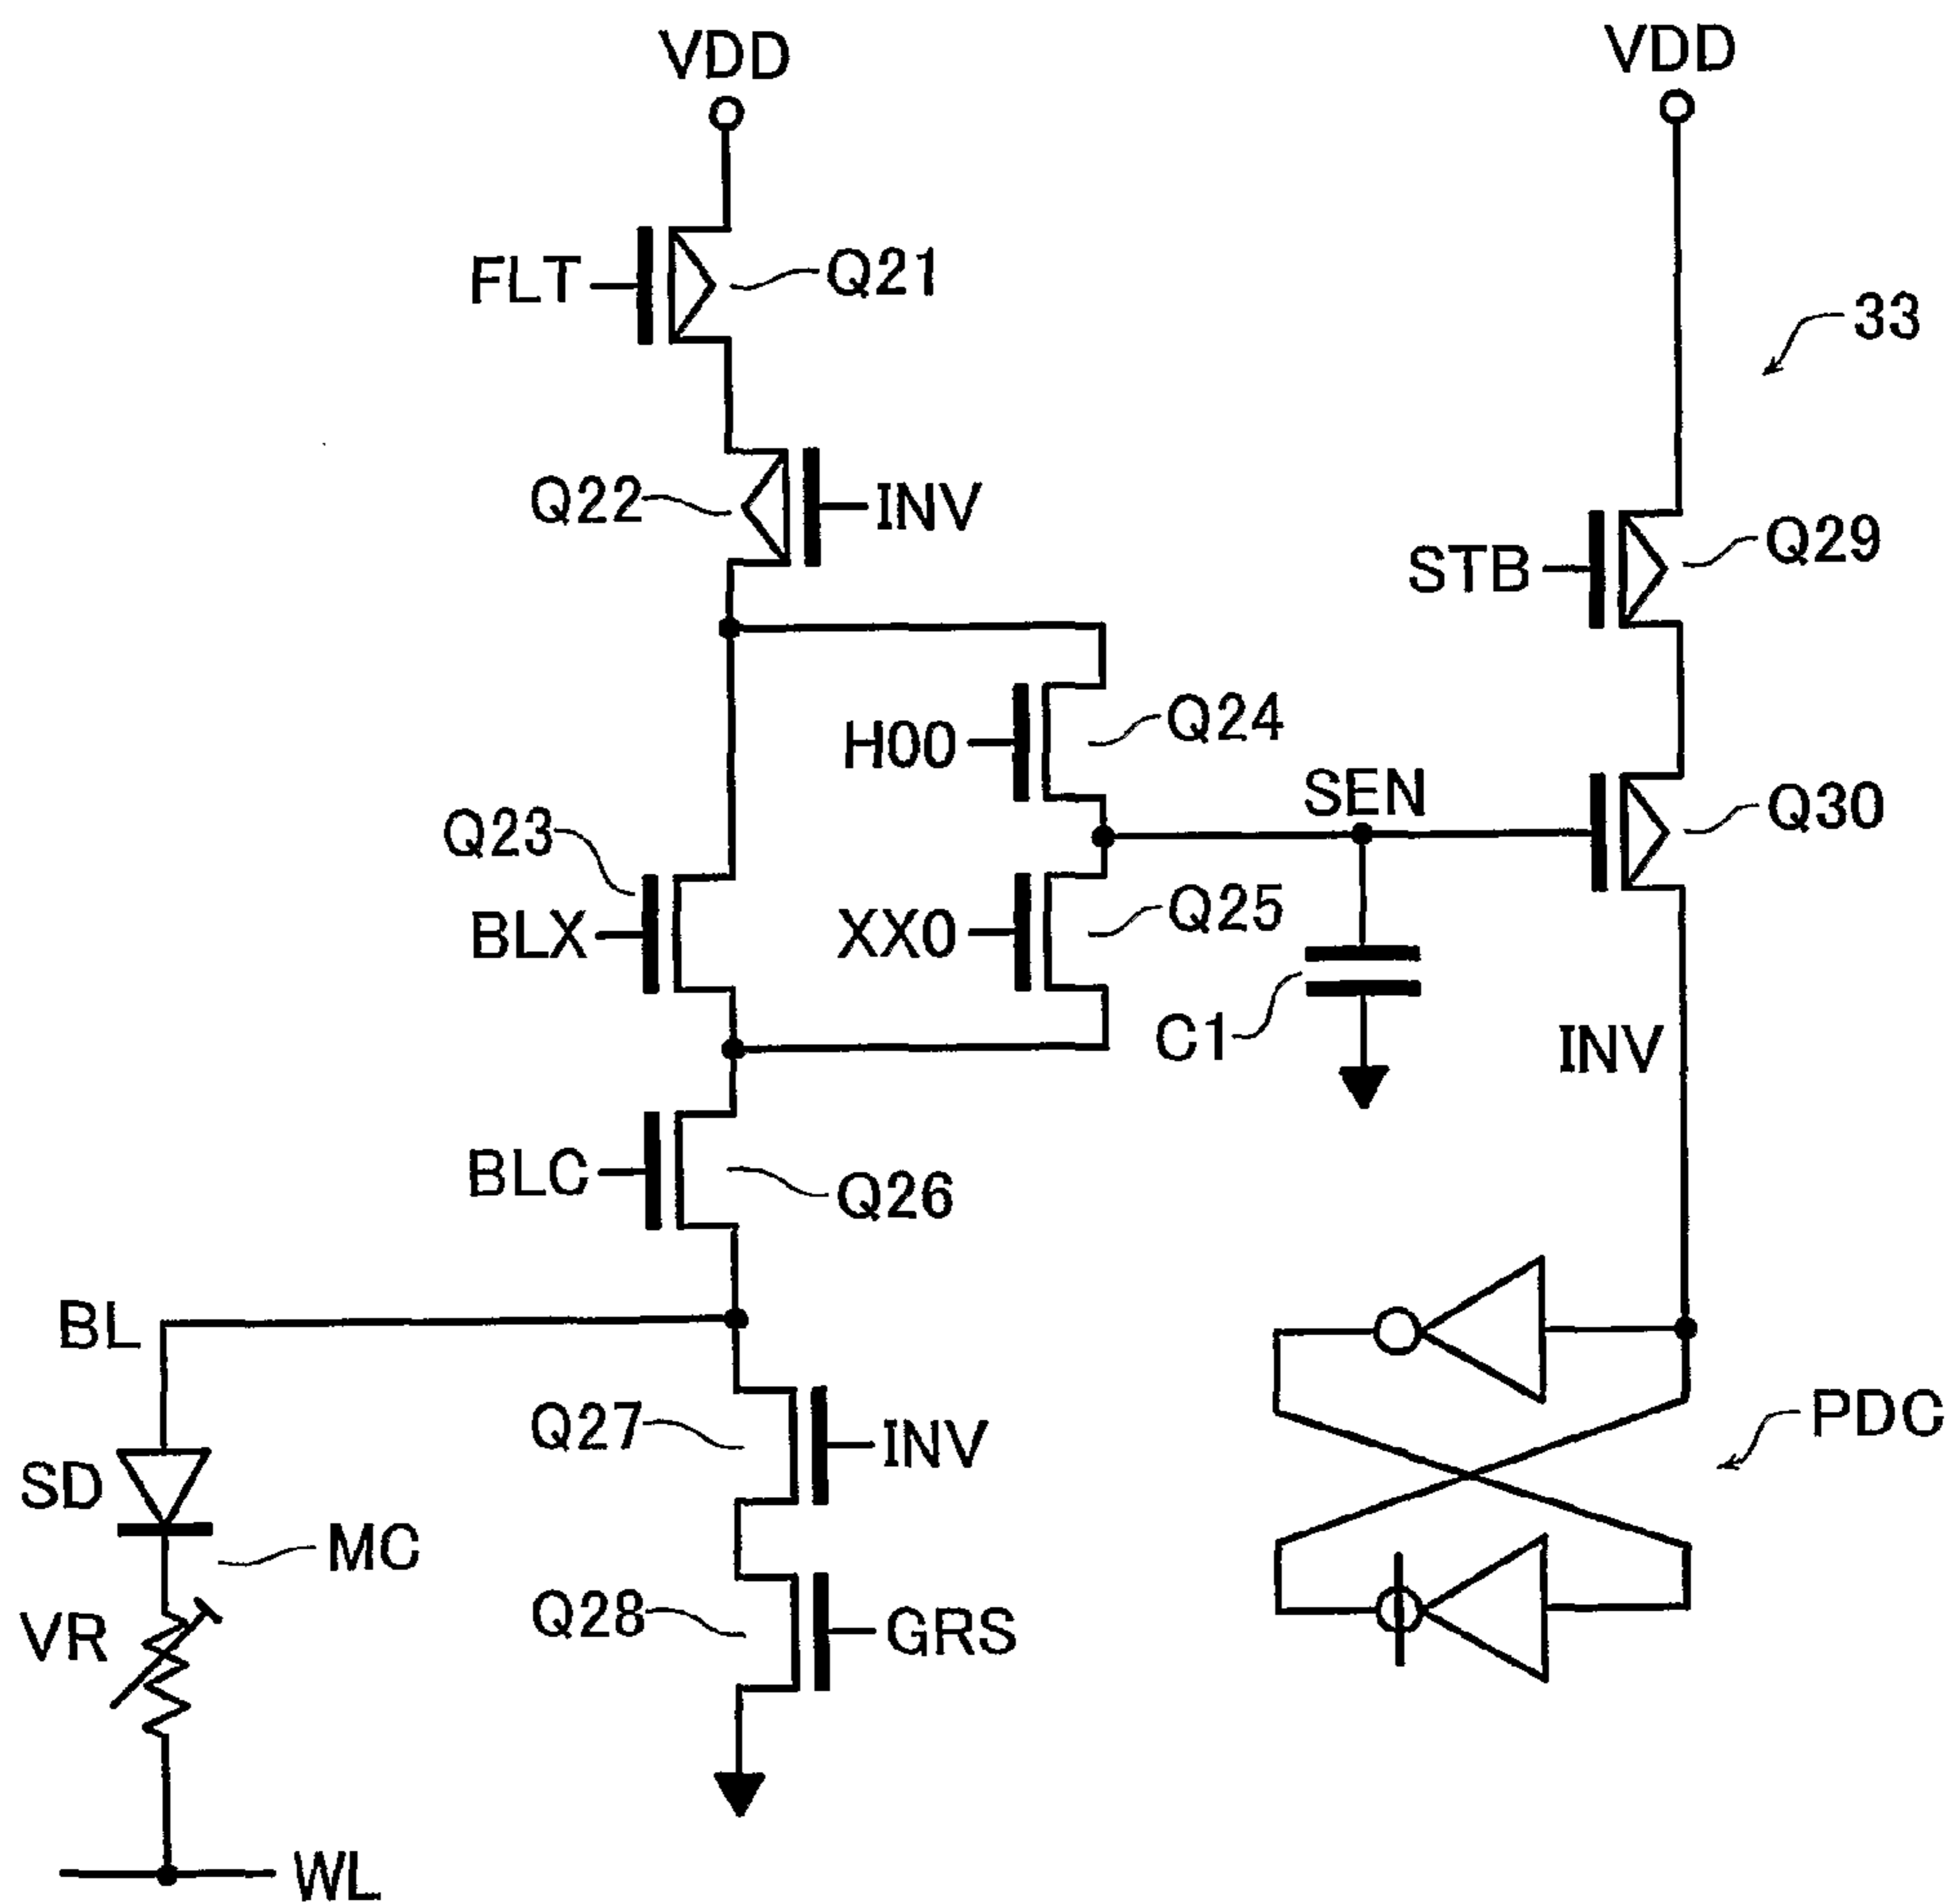 VDD
VDD
FLT
Q21
33
Q22
INV
STB
Q29
H00
Q24
SEN
Q30
Q23
BLX
XX0
Q25
C1
INV
BLC
Q26
BL
Q27
INV
PDC
SD
MC
VR
Q28
GRS
WL